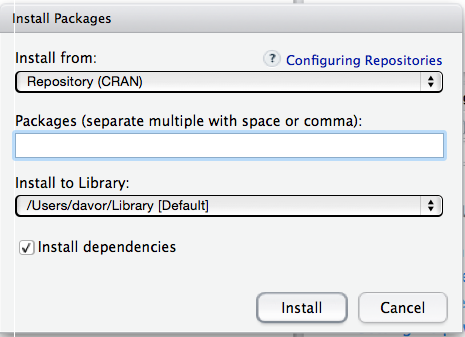 Install Packages
Install from:
? Configuring Repositories
Repository (CRAN)
Packages (separate multiple with space or comma):
Install to Library:
/Users/davor/Library [Default]
Install dependencies
Install
Cancel